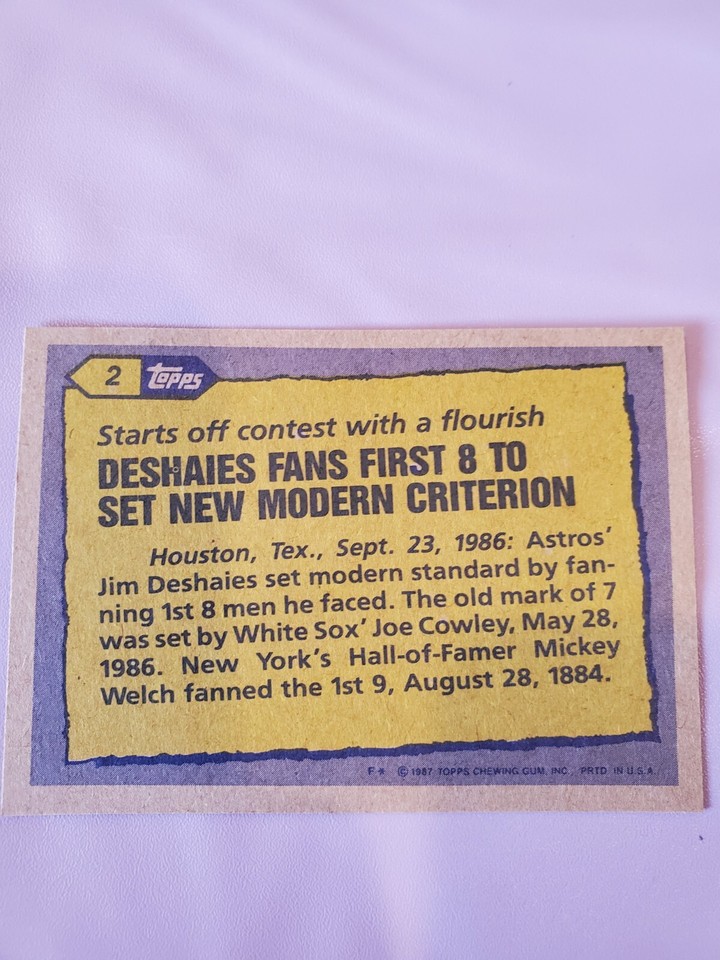 2 Topps
Starts off contest with a flourish
DESHAIES FANS FIRST 8 TO
SET NEW MODERN CRITERION
Houston, Tex., Sept. 23, 1986: Astros'
Jim Deshaies set modern standard by fan-
ning 1st 8 men he faced. The old mark of 7
was set by White Sox' Joe Cowley, May 28,
1986. New York's Hall-of-Famer Mickey
Welch fanned the 1st 9, August 28, 1884.
F* © 1987 TOPPS CHEWING GUM, INC. PRTD. IN U.S.A.